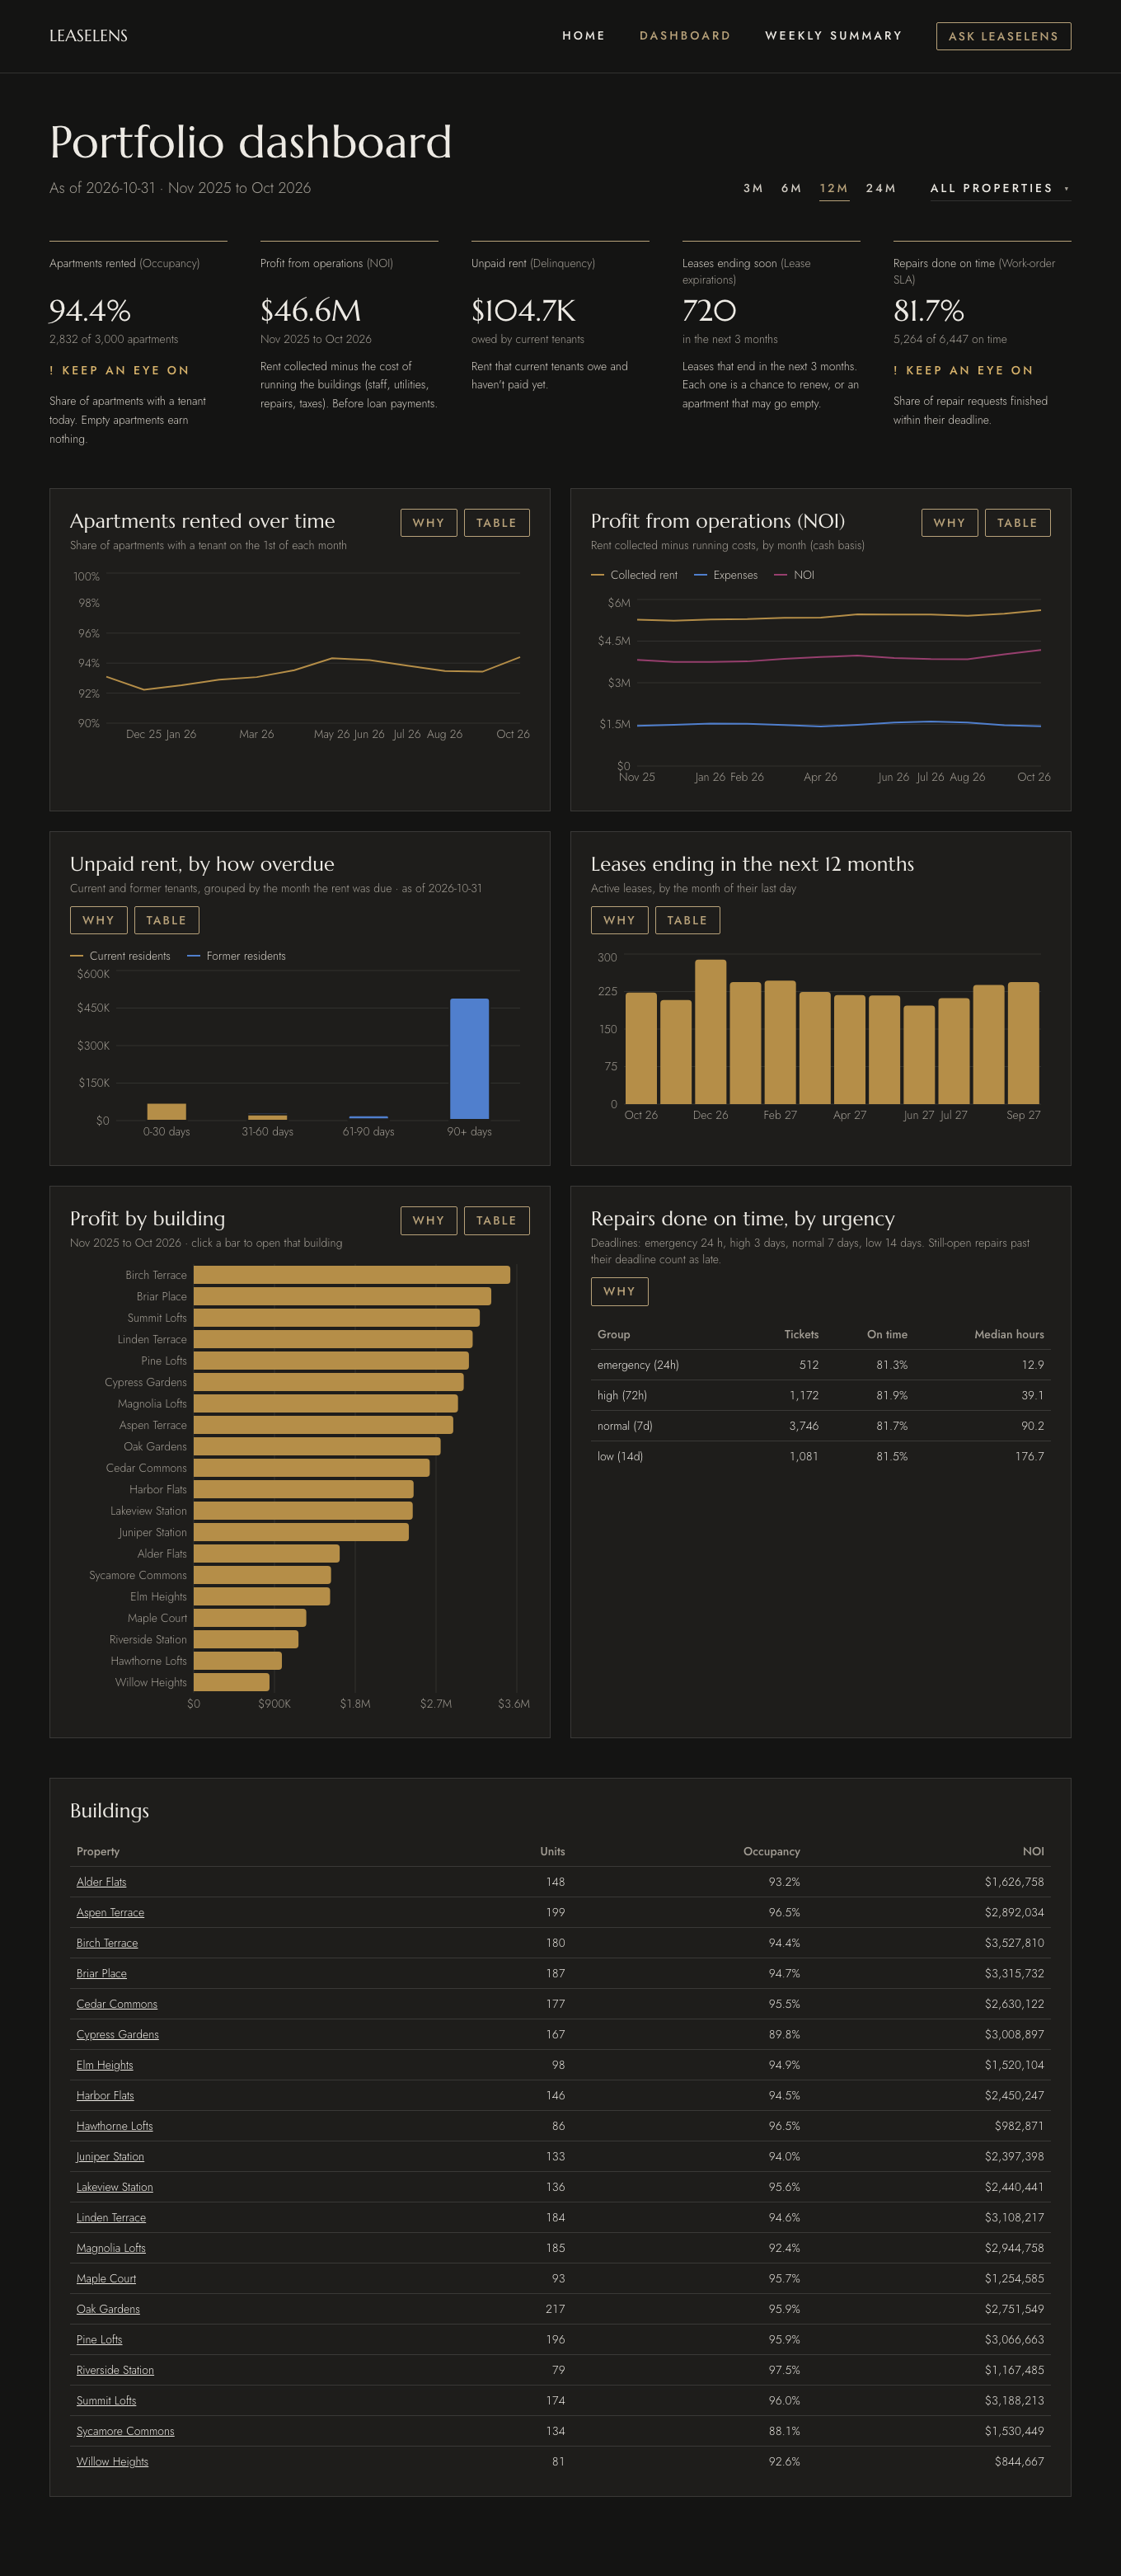 LEASELENS
HOME DASHBOARD WEEKLY SUMMARY ASK LEASELENS
Portfolio dashboard
As of 2026-10-31 · Nov 2025 to Oct 2026
3M 6M 12M 24M ALL PROPERTIES
Apartments rented (Occupancy)
94.4%
2,832 of 3,000 apartments
! KEEP AN EYE ON
Share of apartments with a tenant
today. Empty apartments earn
nothing.
Profit from operations (NOI)
$46.6M
Nov 2025 to Oct 2026
Rent collected minus the cost of
running the buildings (staff, utilities,
repairs, taxes). Before loan payments.
Unpaid rent (Delinquency)
$104.7K
owed by current tenants
Rent that current tenants owe and
haven't paid yet.
Leases ending soon (Lease
expirations)
720
in the next 3 months
Leases that end in the next 3 months.
Each one is a chance to renew, or an
apartment that may go empty.
Repairs done on time (Work-order
SLA)
81.7%
5,264 of 6,447 on time
! KEEP AN EYE ON
Share of repair requests finished
within their deadline.
Apartments rented over time
WHY TABLE
Share of apartments with a tenant on the 1st of each month
100%
98%
96%
94%
92%
90%
Dec 25 Jan 26 Mar 26 May 26 Jun 26 Jul 26 Aug 26 Oct 26
Profit from operations (NOI)
WHY TABLE
Rent collected minus running costs, by month (cash basis)
Collected rent Expenses NOI
$6M
$4.5M
$3M
$1.5M
$0
Nov 25 Jan 26 Feb 26 Apr 26 Jun 26 Jul 26 Aug 26 Oct 26
Unpaid rent, by how overdue
Current and former tenants, grouped by the month the rent was due · as of 2026-10-31
WHY TABLE
Current residents Former residents
$600K
$450K
$300K
$150K
$0
0-30 days 31-60 days 61-90 days 90+ days
Leases ending in the next 12 months
Active leases, by the month of their last day
WHY TABLE
300
225
150
75
0
Oct 26 Dec 26 Feb 27 Apr 27 Jun 27 Jul 27 Sep 27
Profit by building
WHY TABLE
Nov 2025 to Oct 2026 · click a bar to open that building
Birch Terrace
Briar Place
Summit Lofts
Linden Terrace
Pine Lofts
Cypress Gardens
Magnolia Lofts
Aspen Terrace
Oak Gardens
Cedar Commons
Harbor Flats
Lakeview Station
Juniper Station
Alder Flats
Sycamore Commons
Elm Heights
Maple Court
Riverside Station
Hawthorne Lofts
Willow Heights
$0 $900K $1.8M $2.7M $3.6M
Repairs done on time, by urgency
Deadlines: emergency 24 h, high 3 days, normal 7 days, low 14 days. Still-open repairs past
their deadline count as late.
WHY
Group Tickets On time Median hours
emergency (24h) 512 81.3% 12.9
high (72h) 1,172 81.9% 39.1
normal (7d) 3,746 81.7% 90.2
low (14d) 1,081 81.5% 176.7
Buildings
Property Units Occupancy NOI
Alder Flats 148 93.2% $1,626,758
Aspen Terrace 199 96.5% $2,892,034
Birch Terrace 180 94.4% $3,527,810
Briar Place 187 94.7% $3,315,732
Cedar Commons 177 95.5% $2,630,122
Cypress Gardens 167 89.8% $3,008,897
Elm Heights 98 94.9% $1,520,104
Harbor Flats 146 94.5% $2,450,247
Hawthorne Lofts 86 96.5% $982,871
Juniper Station 133 94.0% $2,397,398
Lakeview Station 136 95.6% $2,440,441
Linden Terrace 184 94.6% $3,108,217
Magnolia Lofts 185 92.4% $2,944,758
Maple Court 93 95.7% $1,254,585
Oak Gardens 217 95.9% $2,751,549
Pine Lofts 196 95.9% $3,066,663
Riverside Station 79 97.5% $1,167,485
Summit Lofts 174 96.0% $3,188,213
Sycamore Commons 134 88.1% $1,530,449
Willow Heights 81 92.6% $844,667